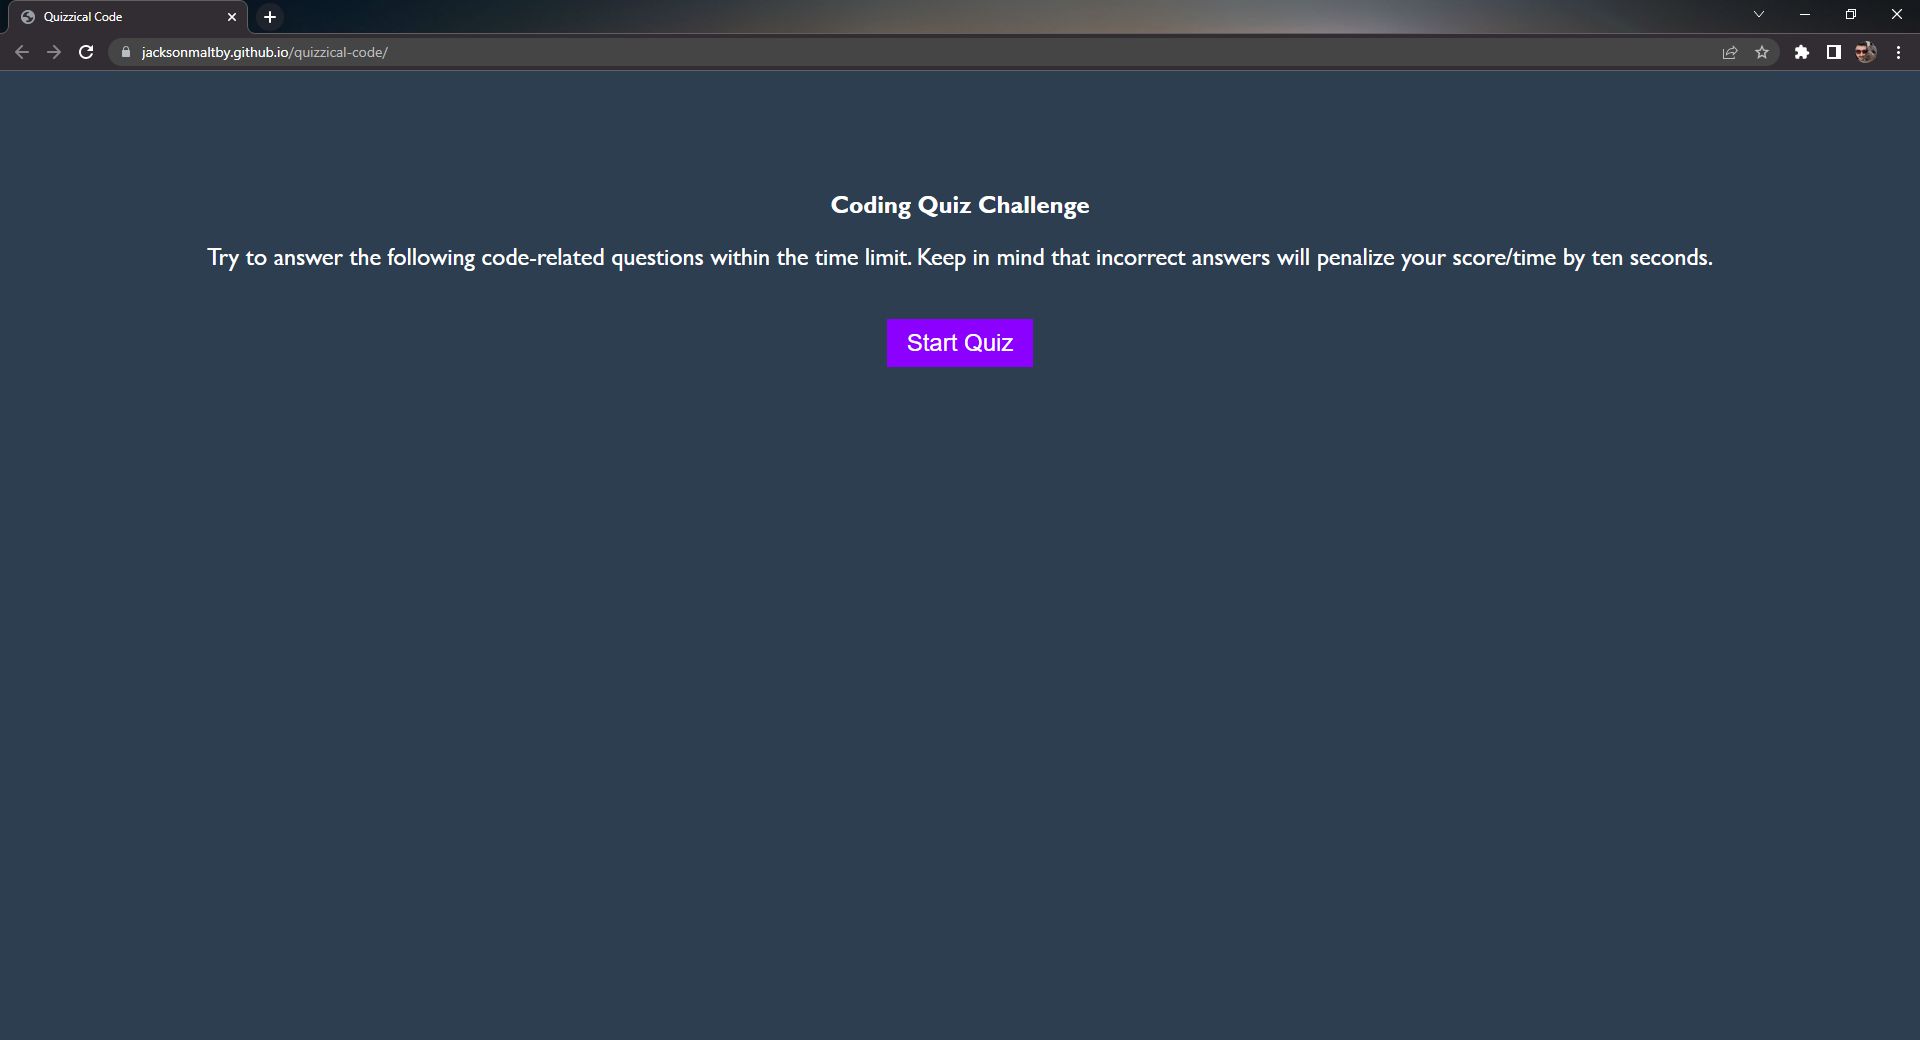 Quizzical Code
jacksonmaltby.github.io/quizzical-code/
Coding Quiz Challenge
Try to answer the following code-related questions within the time limit. Keep in mind that incorrect answers will penalize your score/time by ten seconds.
Start Quiz